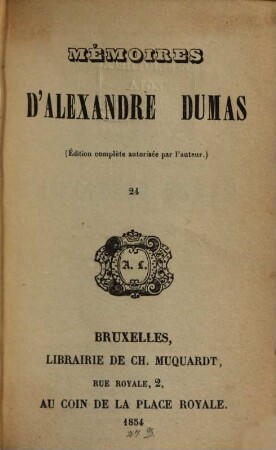 MÉMOIRES
D'ALEXANDRE DUMAS
(Édition complète autorisée par l'auteur.)
24
A. L.
BRUXELLES,
LIBRAIRIE DE CH. MUQUARDT,
RUE ROYALE, 2,
AU COIN DE LA PLACE ROYALE.
1854